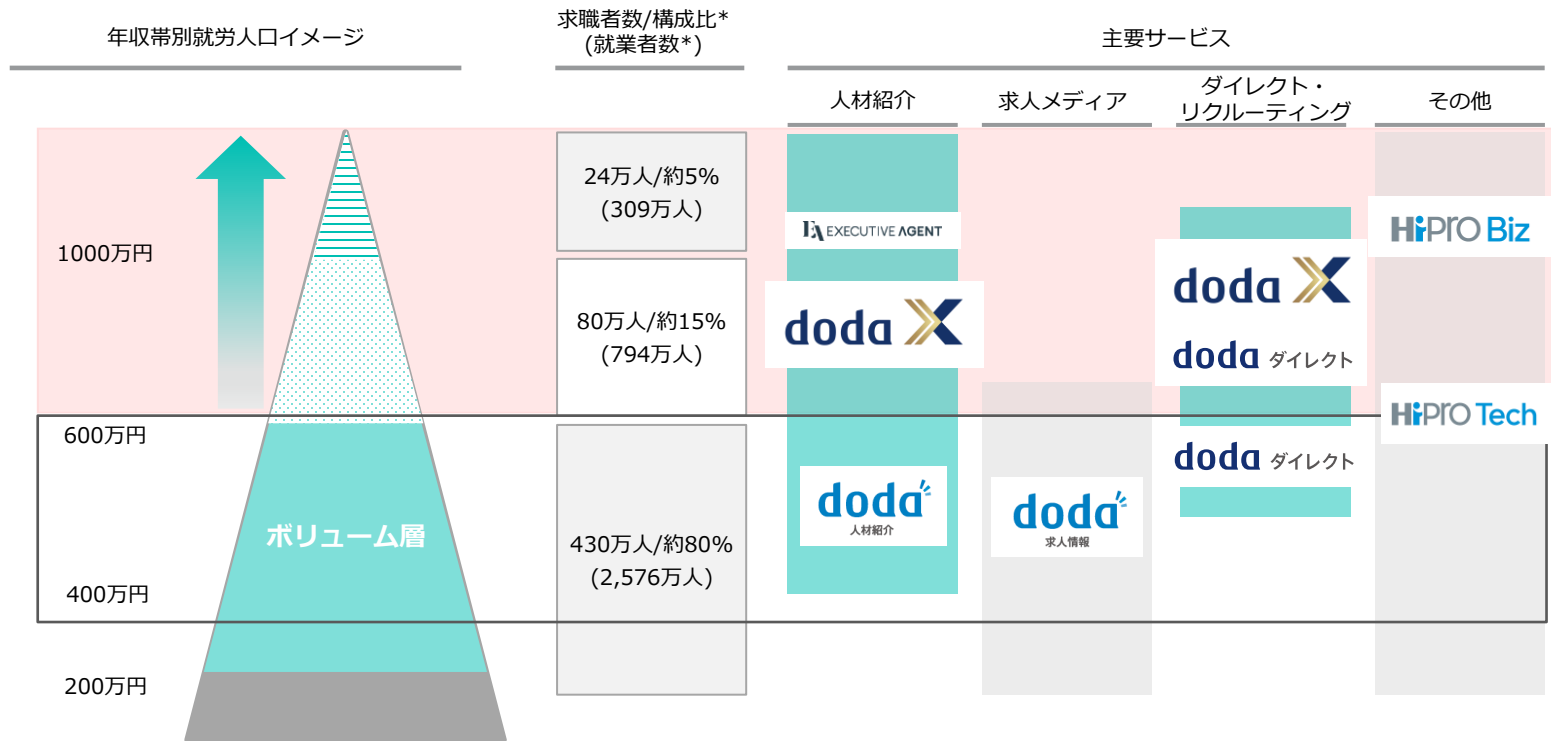 年収帯別就労人口イメージ
求職者数/構成比*
(就業者数*)
主要サービス
人材紹介
求人メディア
ダイレクト・
リクルーティング
その他
1000万円
600万円
400万円
200万円
ボリューム層
24万人/約5%
(309万人)
80万人/約15%
(794万人)
430万人/約80%
(2,576万人)
EA EXECUTIVE AGENT
doda X
doda
人材紹介
doda
求人情報
doda X
doda ダイレクト
doda ダイレクト
HiPRO Biz
HiPRO Tech